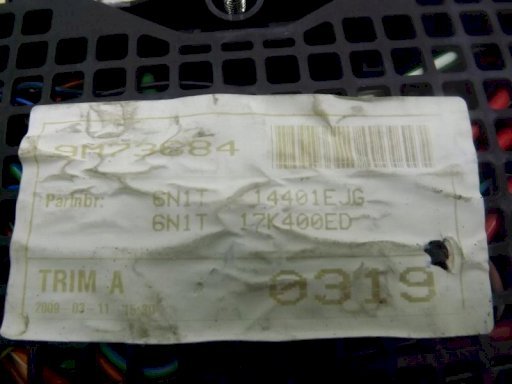 9M73684
Partnbr: 6N1T 14401EJG
6N1T 17K400ED
TRIM A 0319
2009 - 03 - 11